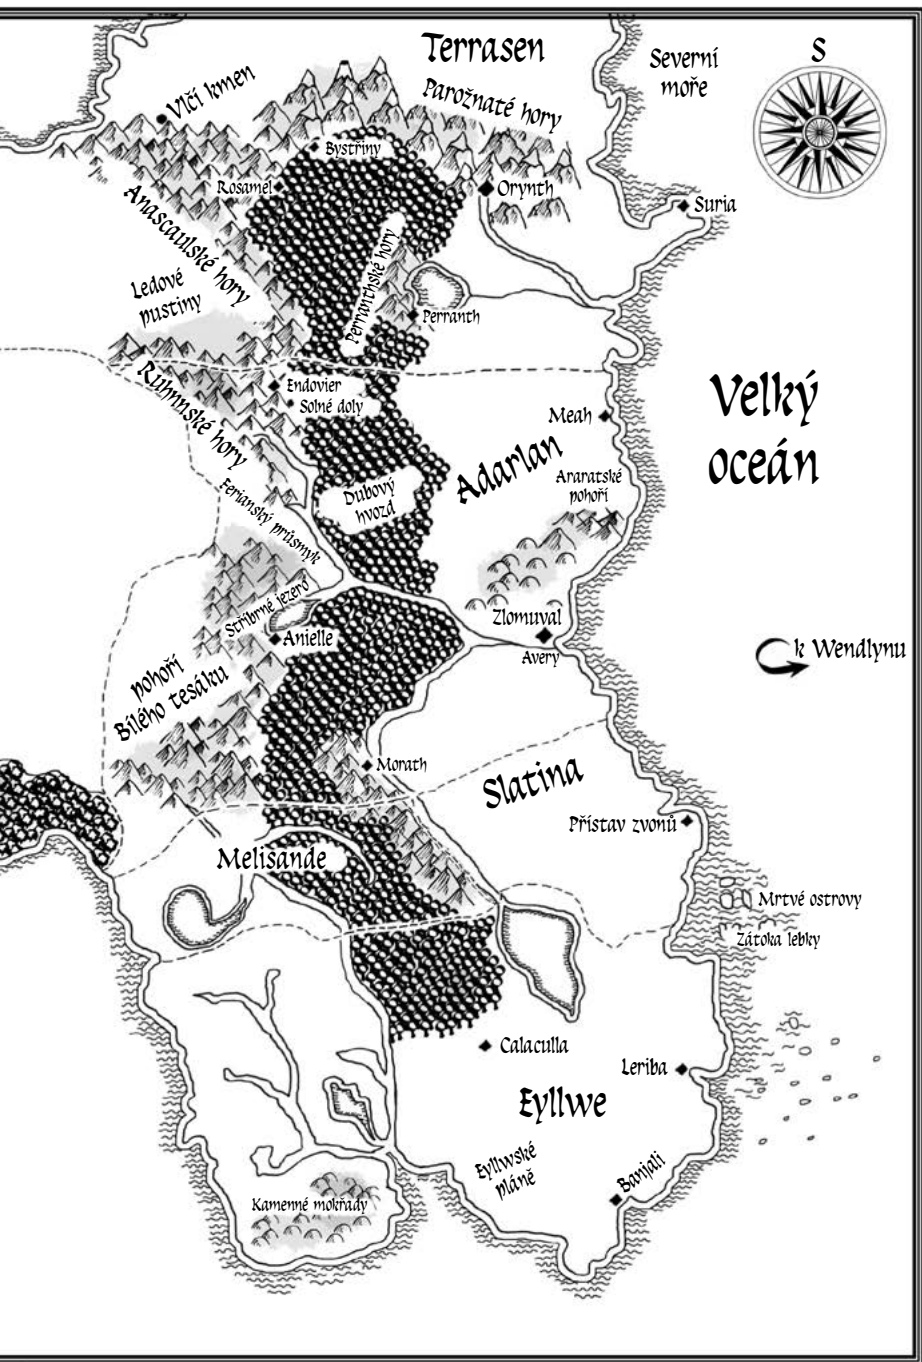 Terrasen
Severní
moře
S
Parožnaté hory
Vlčí kmen
Bystřiny
Rosamel
Orynth
Suria
Anascaulské hory
Perranthské hory
Ledové
pustiny
Perranth
Endovier
Solné doly
Ruhnnské hory
Velký
oceán
Meah
Adarlan
Araratské
pohoří
Dubový
hvozd
Ferianský průsmyk
Stříbrné jezero
Anielle
Zlomuval
Avery
k Wendlynu
pohoří
Bílého tesáku
Morath
Slatina
Přístav zvonů
Melisande
Mrtvé ostrovy
Zátoka lebky
Calaculla
Leriba
Eyllwe
Eyllwské
pláně
Banjali
Kamenné mokřady